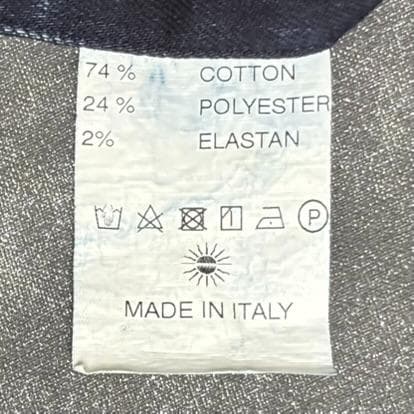 74 % COTTON
24 % POLYESTER
2% ELASTAN
P
MADE IN ITALY